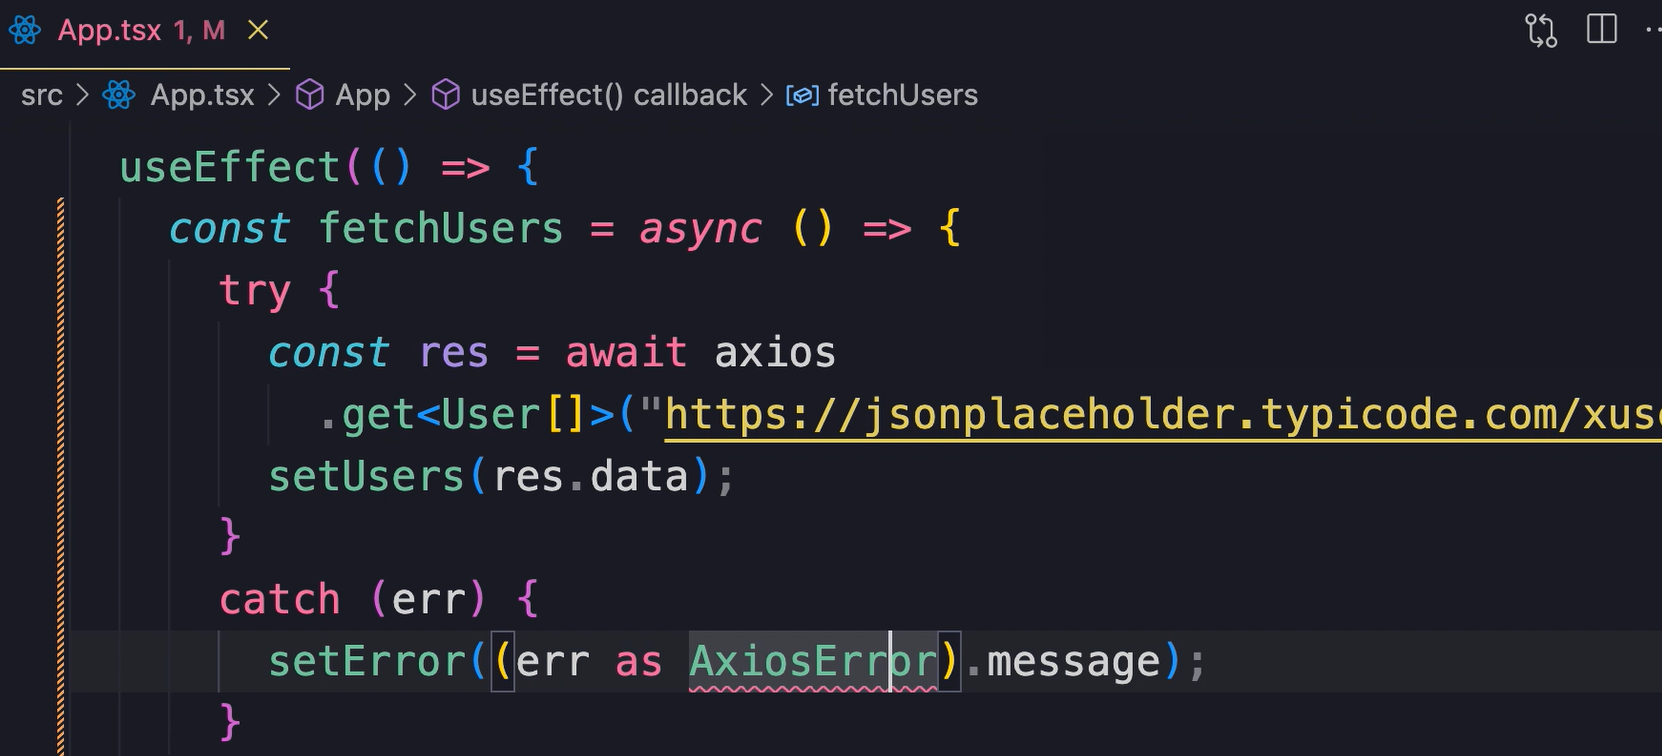 App.tsx 1, M
src > App.tsx > App > useEffect() callback > fetchUsers
useEffect(() => {
const fetchUsers = async () => {
try {
const res = await axios
.get<User[]>("https://jsonplaceholder.typicode.com/xus
setUsers(res.data);
}
catch (err) {
setError((err as AxiosError).message);
}